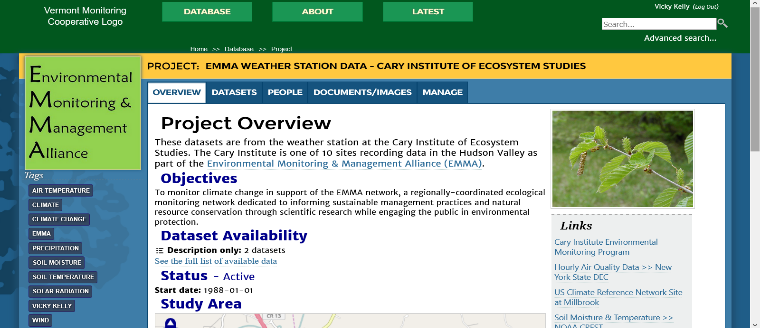 Vermont Monitoring
Cooperative Logo
DATABASE
ABOUT
LATEST
Vicky Kelly (Log Out)
Search...
Advanced search...
Home >> Database >> Project
Environmental
Monitoring &
Management
Alliance
PROJECT: EMMA WEATHER STATION DATA - CARY INSTITUTE OF ECOSYSTEM STUDIES
OVERVIEW
DATASETS
PEOPLE
DOCUMENTS/IMAGES
MANAGE
Tags
AIR TEMPERATURE
CLIMATE
CLIMATE CHANGE
EMMA
PRECIPITATION
SOIL MOISTURE
SOIL TEMPERATURE
SOLAR RADIATION
VICKY KELLY
WIND
Project Overview
These datasets are from the weather station at the Cary Institute of Ecosystem
Studies. The Cary Institute is one of 10 sites recording data in the Hudson Valley as
part of the Environmental Monitoring & Management Alliance (EMMA).
Objectives
To monitor climate change in support of the EMMA network, a regionally-coordinated ecological
monitoring network dedicated to informing sustainable management practices and natural
resource conservation through scientific research while engaging the public in environmental
protection.
Dataset Availability
Description only: 2 datasets
See the full list of available data
Status - Active
Start date: 1988-01-01
Study Area
CR 13
Links
Cary Institute Environmental
Monitoring Program
Hourly Air Quality Data >> New
York State DEC
US Climate Reference Network Site
at Millbrook
Soil Moisture & Temperature >>
NOAA CREST